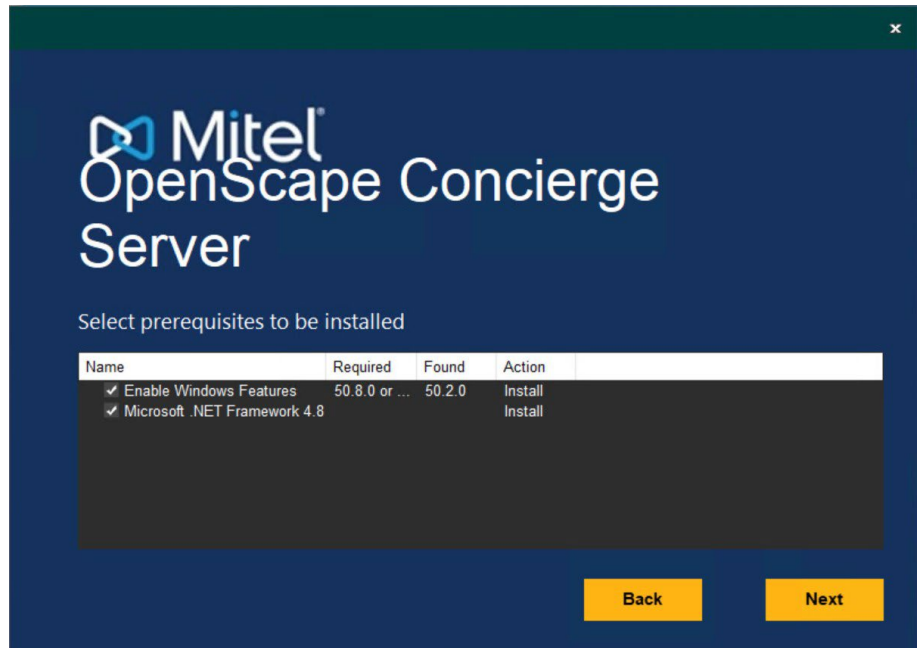 ×
Mitel®
OpenScape Concierge
Server
Select prerequisites to be installed
Name Required Found Action
Enable Windows Features 50.8.0 or ... 50.2.0 Install
Microsoft .NET Framework 4.8 Install
Back Next